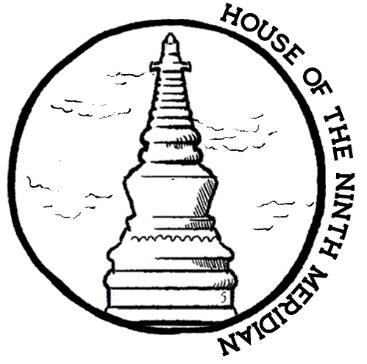 HOUSE OF THE NINTH MERIDIAN